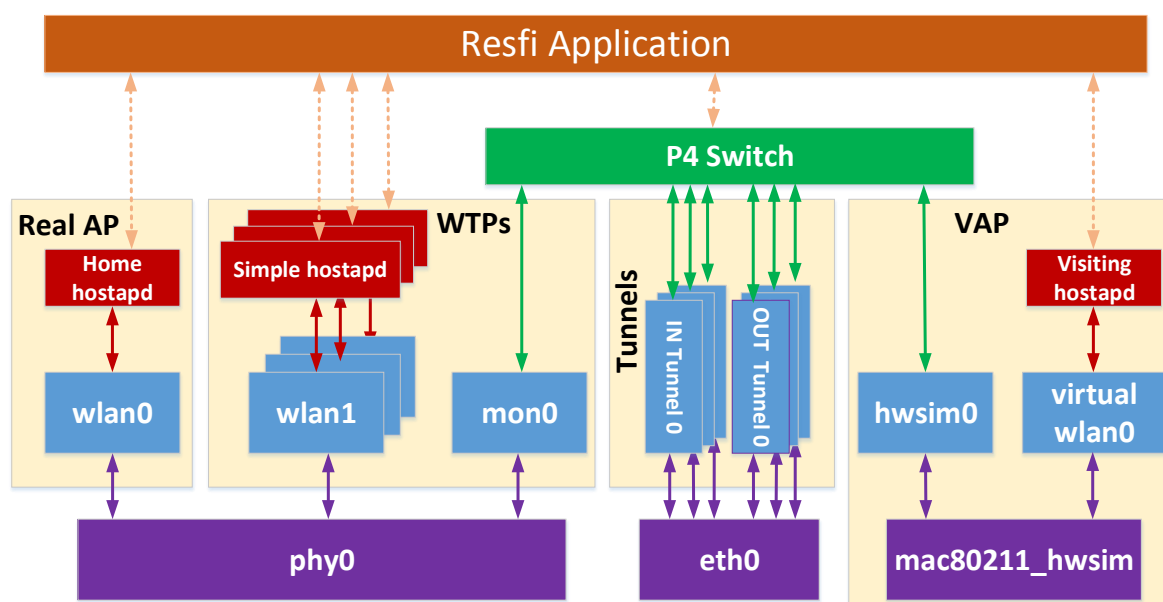 Resfi Application
P4 Switch
Real AP
WTPs
VAP
Home
hostapd
Simple hostapd
Tunnels
Visiting
hostapd
wlan0
wlan1
mon0
IN Tunnel 0
OUT Tunnel 0
hwsim0
virtual
wlan0
phy0
eth0
mac80211_hwsim